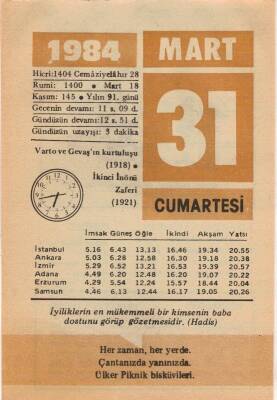 1984
MART
31
CUMARTESİ
Hicri:1404 Cemâziyelâhır 28
Rumi: 1400 • Mart 18
Kasım: 145 • Yılın 91. günü
Gecenin devamı: 11 s. 09 d.
Gündüzün devamı:12 s. 51 d.
Gündüzün uzayışı: 3 dakika
Varto ve Gevaş'ın kurtuluşu
(1918) •
İkinci İnönü
Zaferi
(1921)
İmsak Güneş Öğle İkindi Akşam Yatsı
İstanbul 5.16 6.43 13.13 16.46 19.34 20.55
Ankara 5.03 6.28 12.58 16.30 19.18 20.38
İzmir 5.29 6.52 13.21 16.53 19.39 20.57
Adana 4.49 6.20 12.48 16.20 19.07 20.22
Erzurum 4.29 5.54 12.24 15.57 18.44 20.04
Samsun 4.46 6.13 12.44 16.17 19.05 20.26
İyiliklerin en mükemmeli bir kimsenin baba
dostunu görüp gözetmesidir. (Hadis)
Her zaman, her yerde.
Çantanızda yanınızda.
Ülker Piknik bisküvileri.